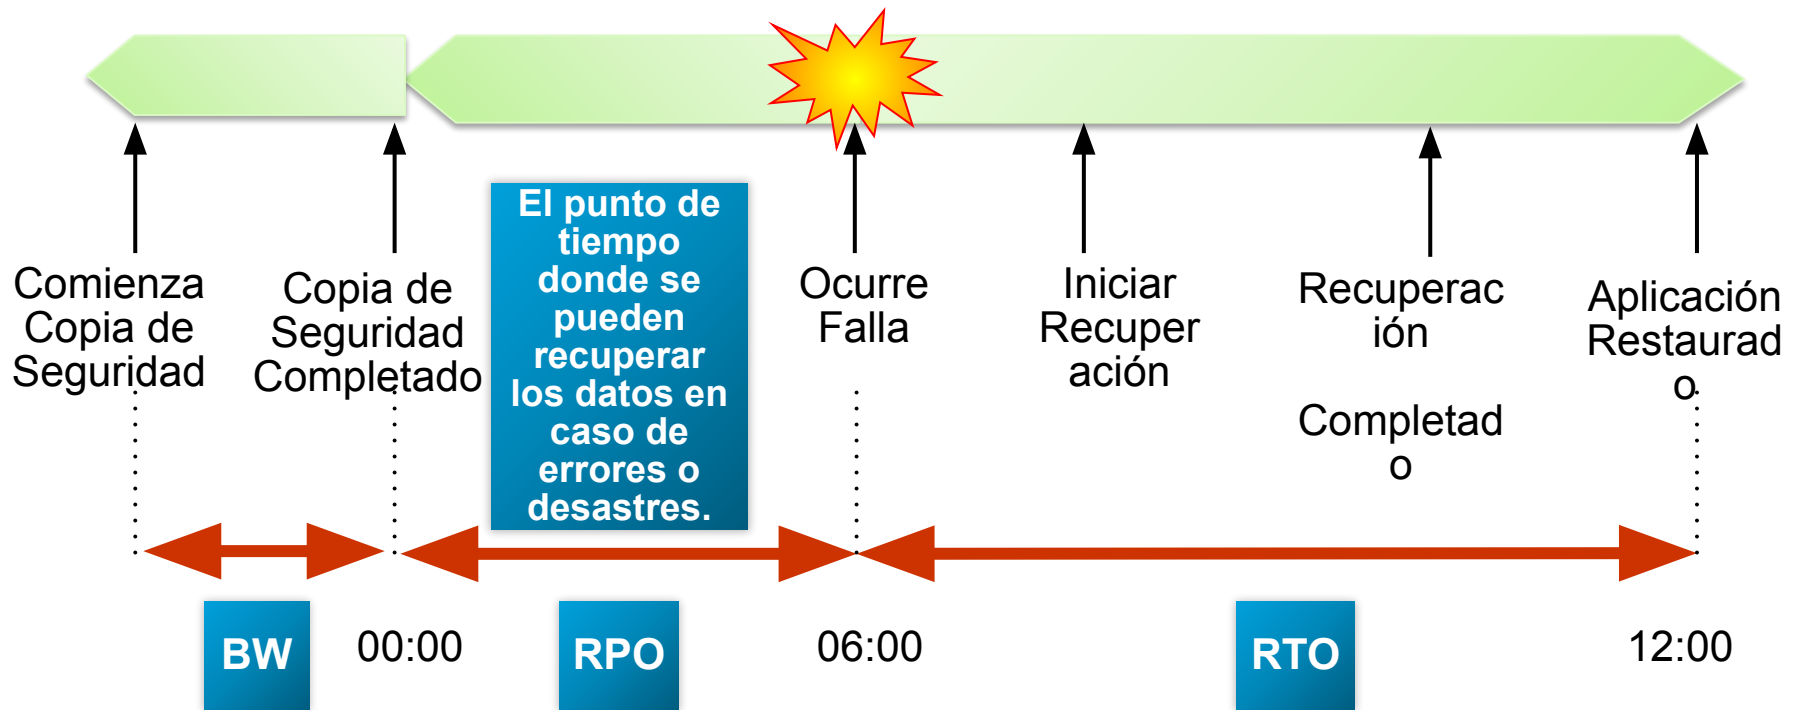 Comienza
Copia de
Seguridad
Copia de
Seguridad
Completado
El punto de
tiempo
donde se
pueden
recuperar
los datos en
caso de
errores o
desastres.
Ocurre
Falla
Iniciar
Recuper
ación
Recuperac
ión
Completad
o
Aplicación
Restaurad
o
BW
00:00
RPO
06:00
RTO
12:00